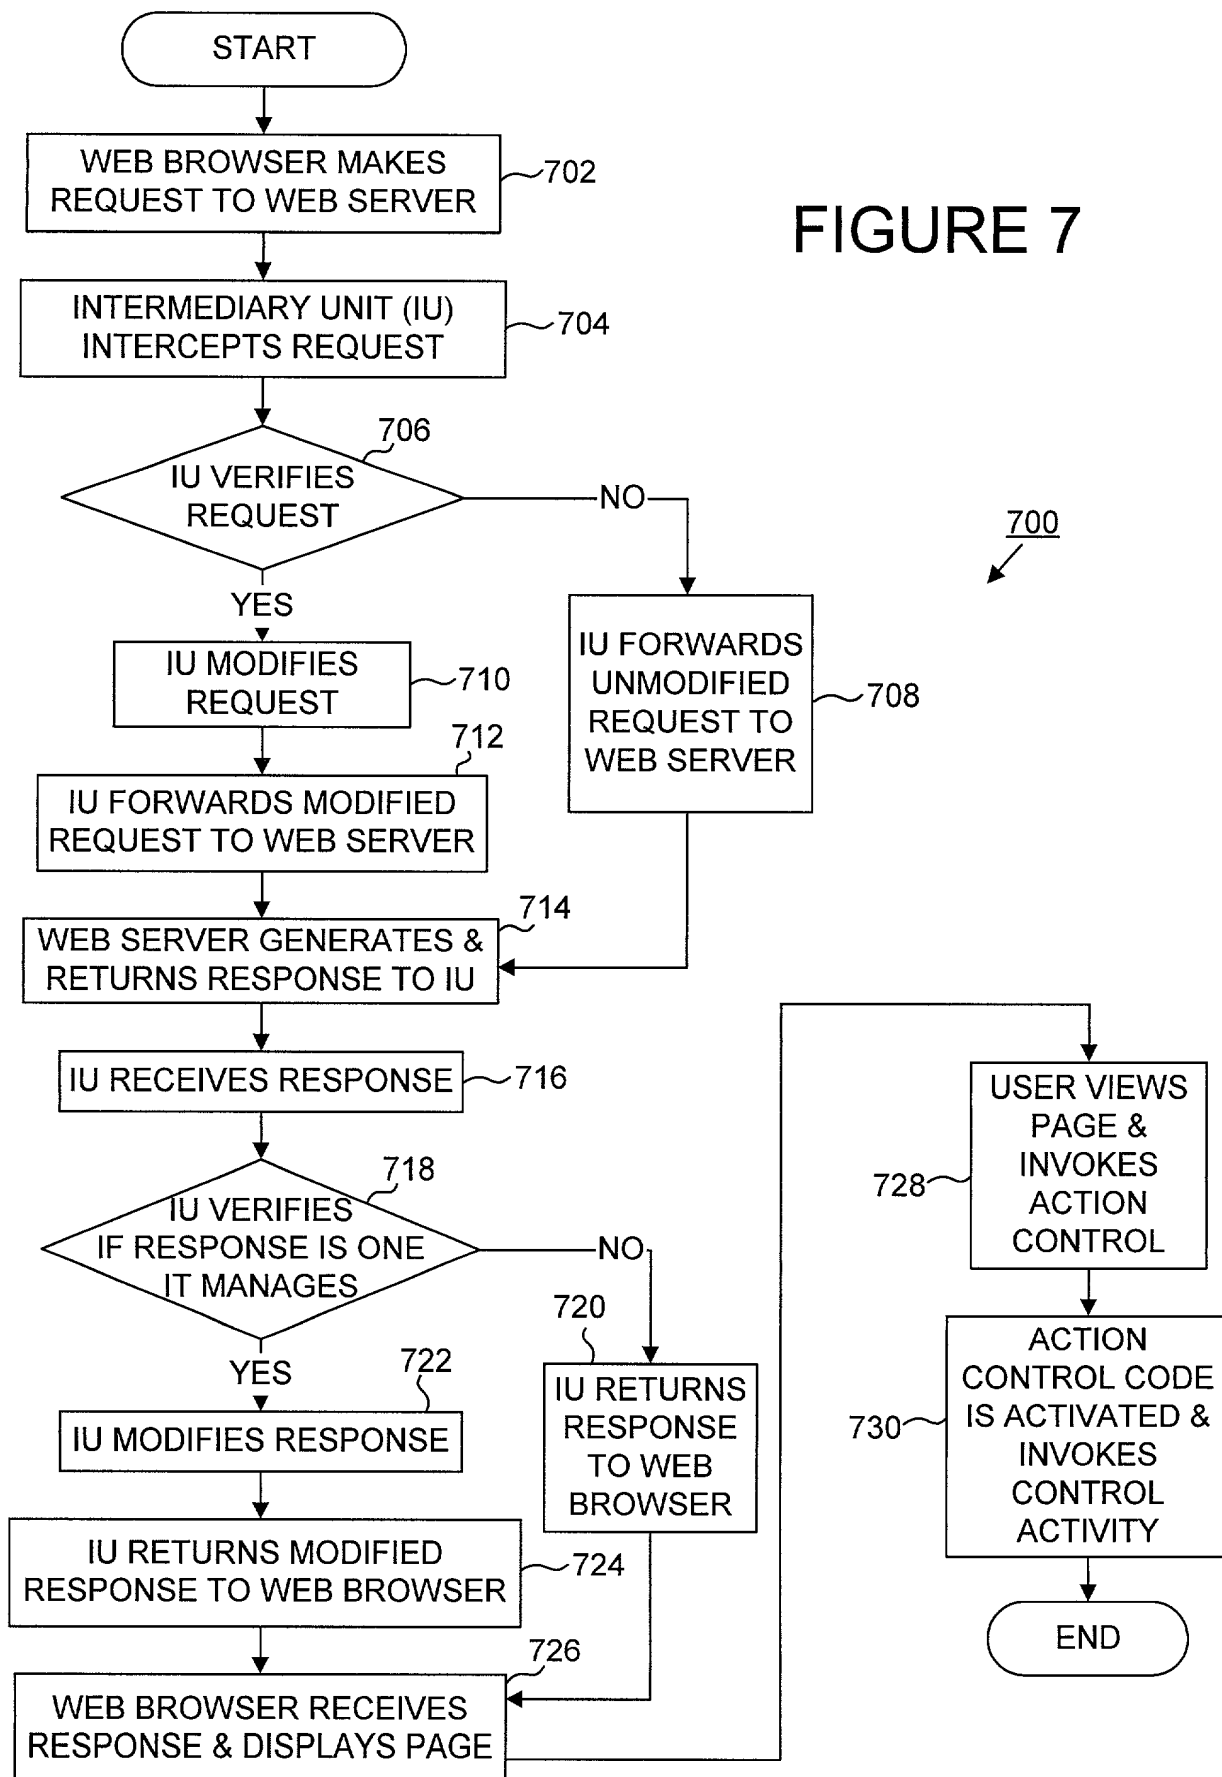 START
WEB BROWSER MAKES
REQUEST TO WEB SERVER
702
FIGURE 7
INTERMEDIARY UNIT (IU)
INTERCEPTS REQUEST
704
706
IU VERIFIES
REQUEST
NO
700
YES
IU MODIFIES
REQUEST
710
IU FORWARDS
UNMODIFIED
REQUEST TO
WEB SERVER
708
712
IU FORWARDS MODIFIED
REQUEST TO WEB SERVER
714
WEB SERVER GENERATES &
RETURNS RESPONSE TO IU
IU RECEIVES RESPONSE
716
718
IU VERIFIES
IF RESPONSE IS ONE
IT MANAGES
NO
720
IU RETURNS
RESPONSE
TO WEB
BROWSER
YES
722
IU MODIFIES RESPONSE
IU RETURNS MODIFIED
RESPONSE TO WEB BROWSER
724
726
WEB BROWSER RECEIVES
RESPONSE & DISPLAYS PAGE
USER VIEWS
PAGE &
INVOKES
ACTION
CONTROL
728
ACTION
CONTROL CODE
IS ACTIVATED &
INVOKES
CONTROL
ACTIVITY
730
END